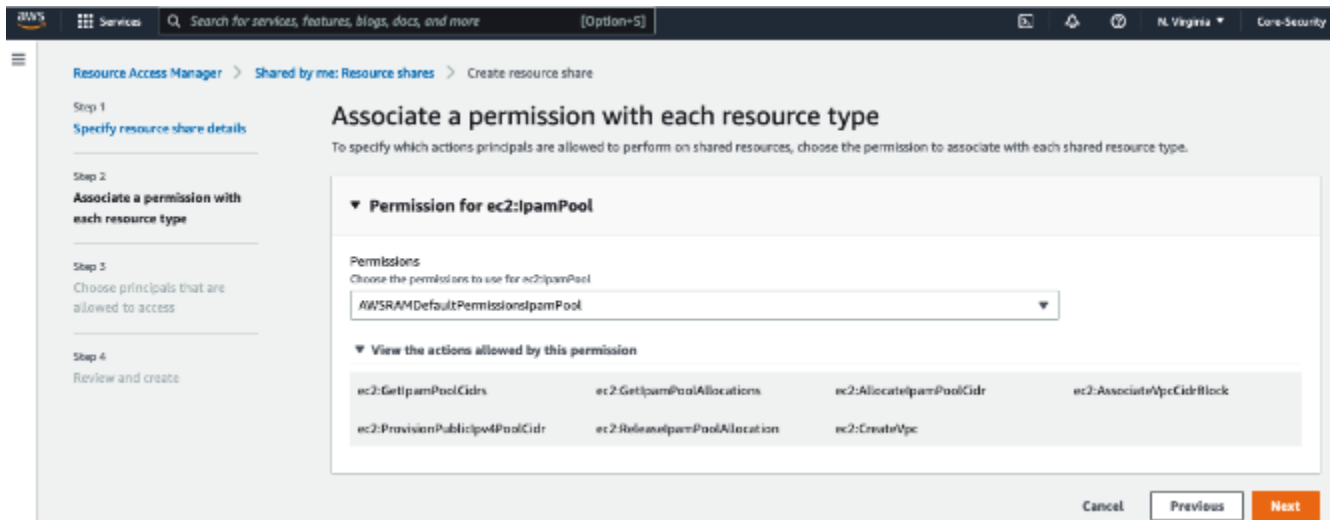 aws Services Search for services, features, blogs, docs, and more [Option+S] N. Virginia Core-Security
Resource Access Manager > Shared by me: Resource shares > Create resource share
Step 1
Specify resource share details
Step 2
Associate a permission with
each resource type
Step 3
Choose principals that are
allowed to access
Step 4
Review and create
Associate a permission with each resource type
To specify which actions principals are allowed to perform on shared resources, choose the permission to associate with each shared resource type.
Permission for ec2:IpamPool
Permissions
Choose the permissions to use for ec2:IpamPool
AWSRAMDefaultPermissionsIpamPool
View the actions allowed by this permission
ec2:GetIpamPoolCidrs ec2:GetIpamPoolAllocations ec2:AllocateIpamPoolCidr ec2:AssociateVpcCidrBlock
ec2:ProvisionPublicIpv4PoolCidr ec2:ReleaseIpamPoolAllocation ec2:CreateVpc
Cancel Previous Next